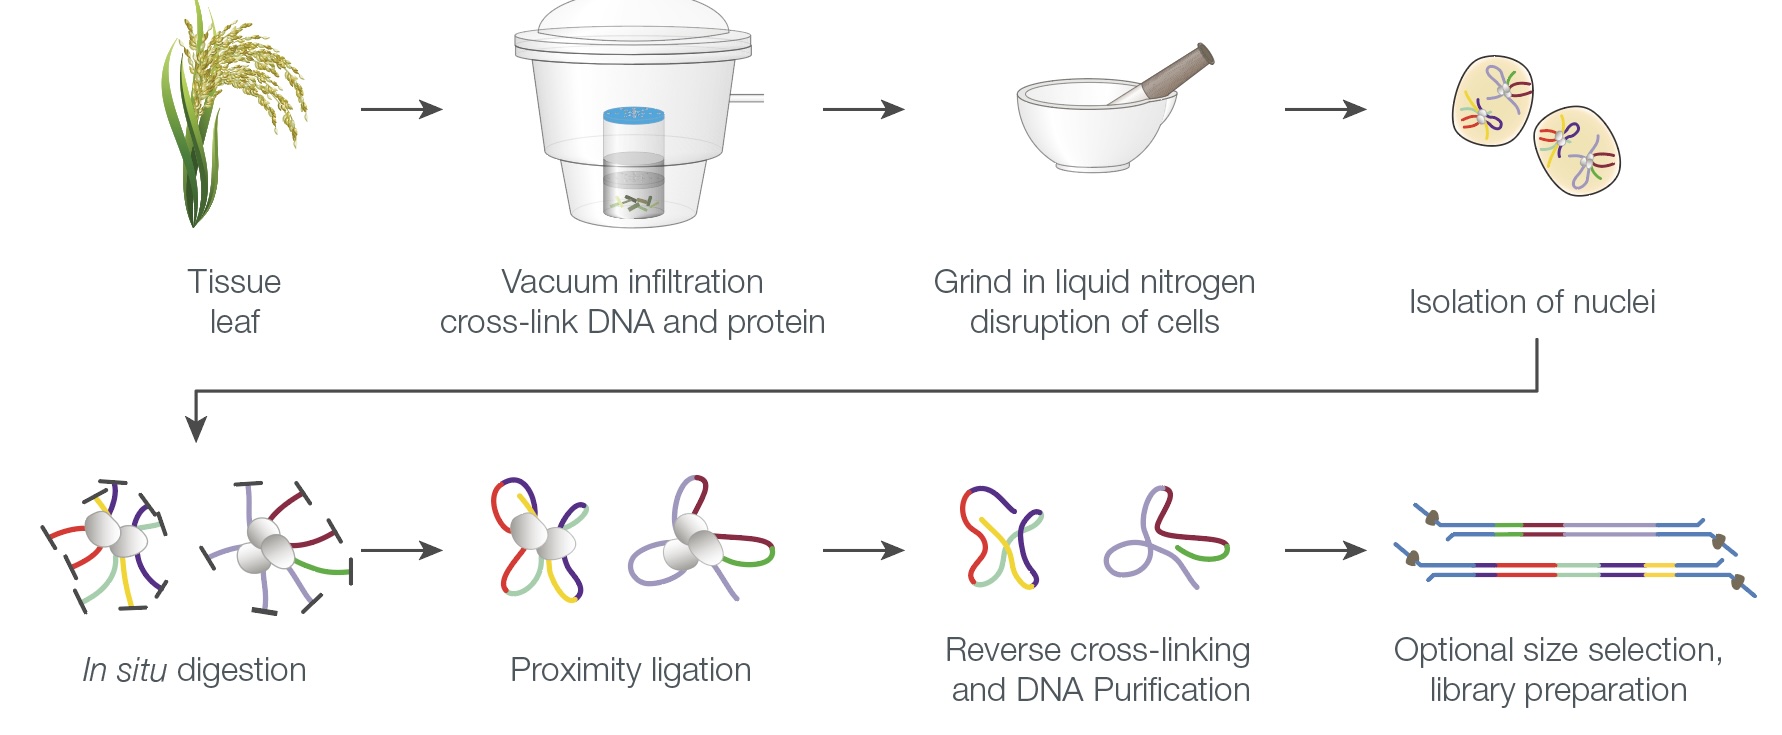 Tissue
leaf
Vacuum infiltration
cross-link DNA and protein
Grind in liquid nitrogen
disruption of cells
Isolation of nuclei
In situ digestion
Proximity ligation
Reverse cross-linking
and DNA Purification
Optional size selection,
library preparation